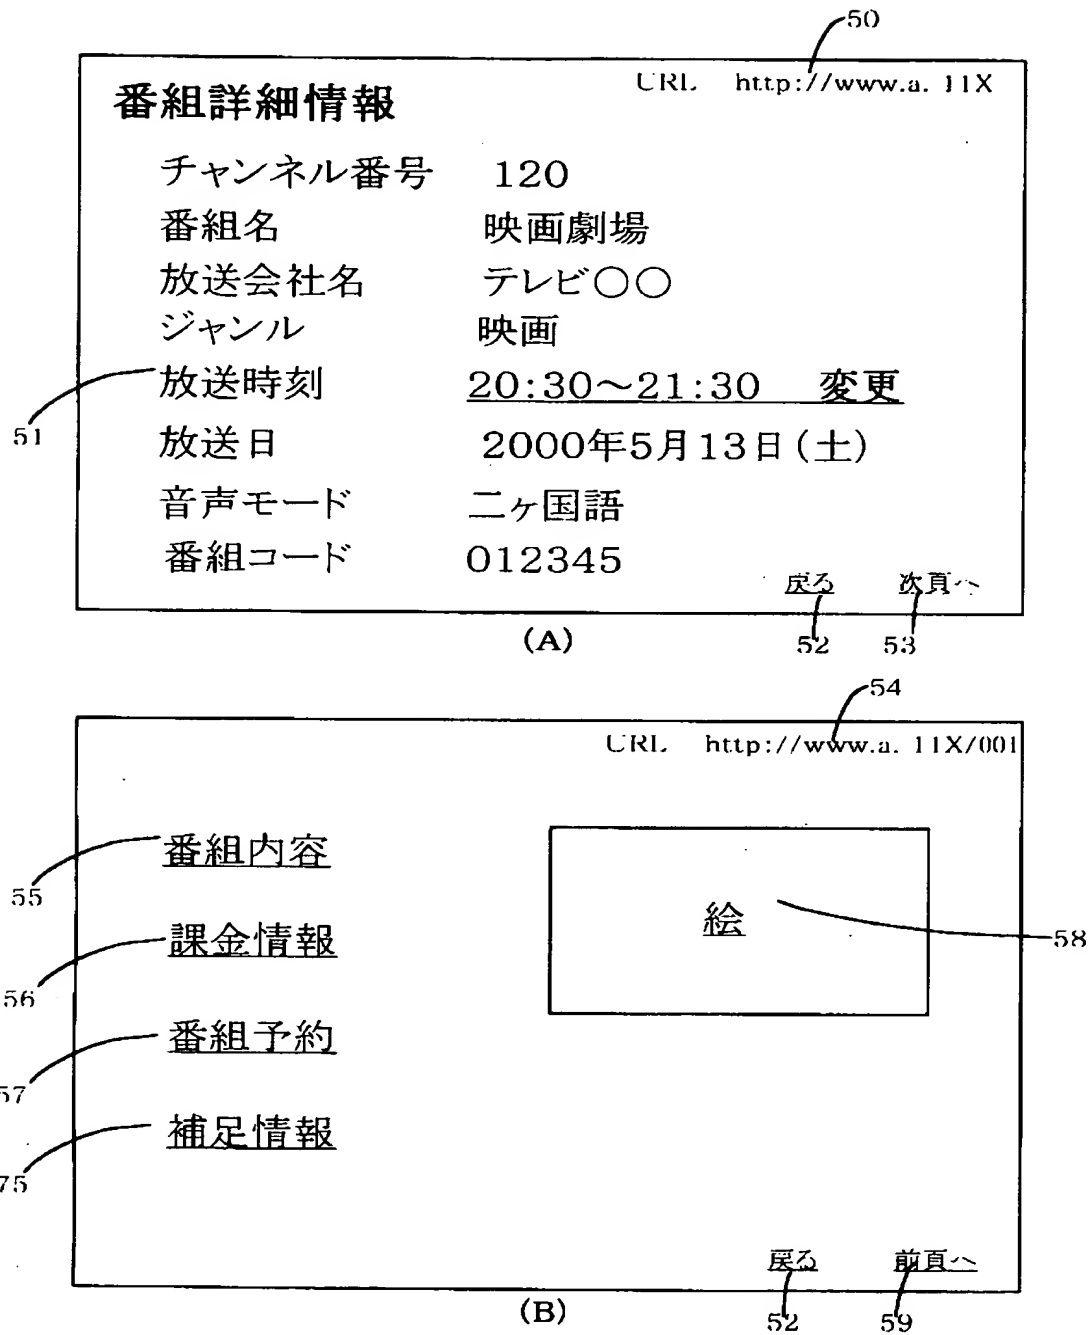 50
URL http://www.a.11X
番組詳細情報
チャンネル番号 120
番組名 映画劇場
放送会社名 テレビ○○
ジャンル 映画
放送時刻 20:30～21:30 変更
51
放送日 2000年5月13日(土)
音声モード 二ヶ国語
番組コード 012345
戻る 次頁へ
(A) 52 53
54
URL http://www.a.11X/001
番組内容
55
絵
課金情報
58
56
番組予約
57
補足情報
75
戻る 前頁へ
(B) 52 59